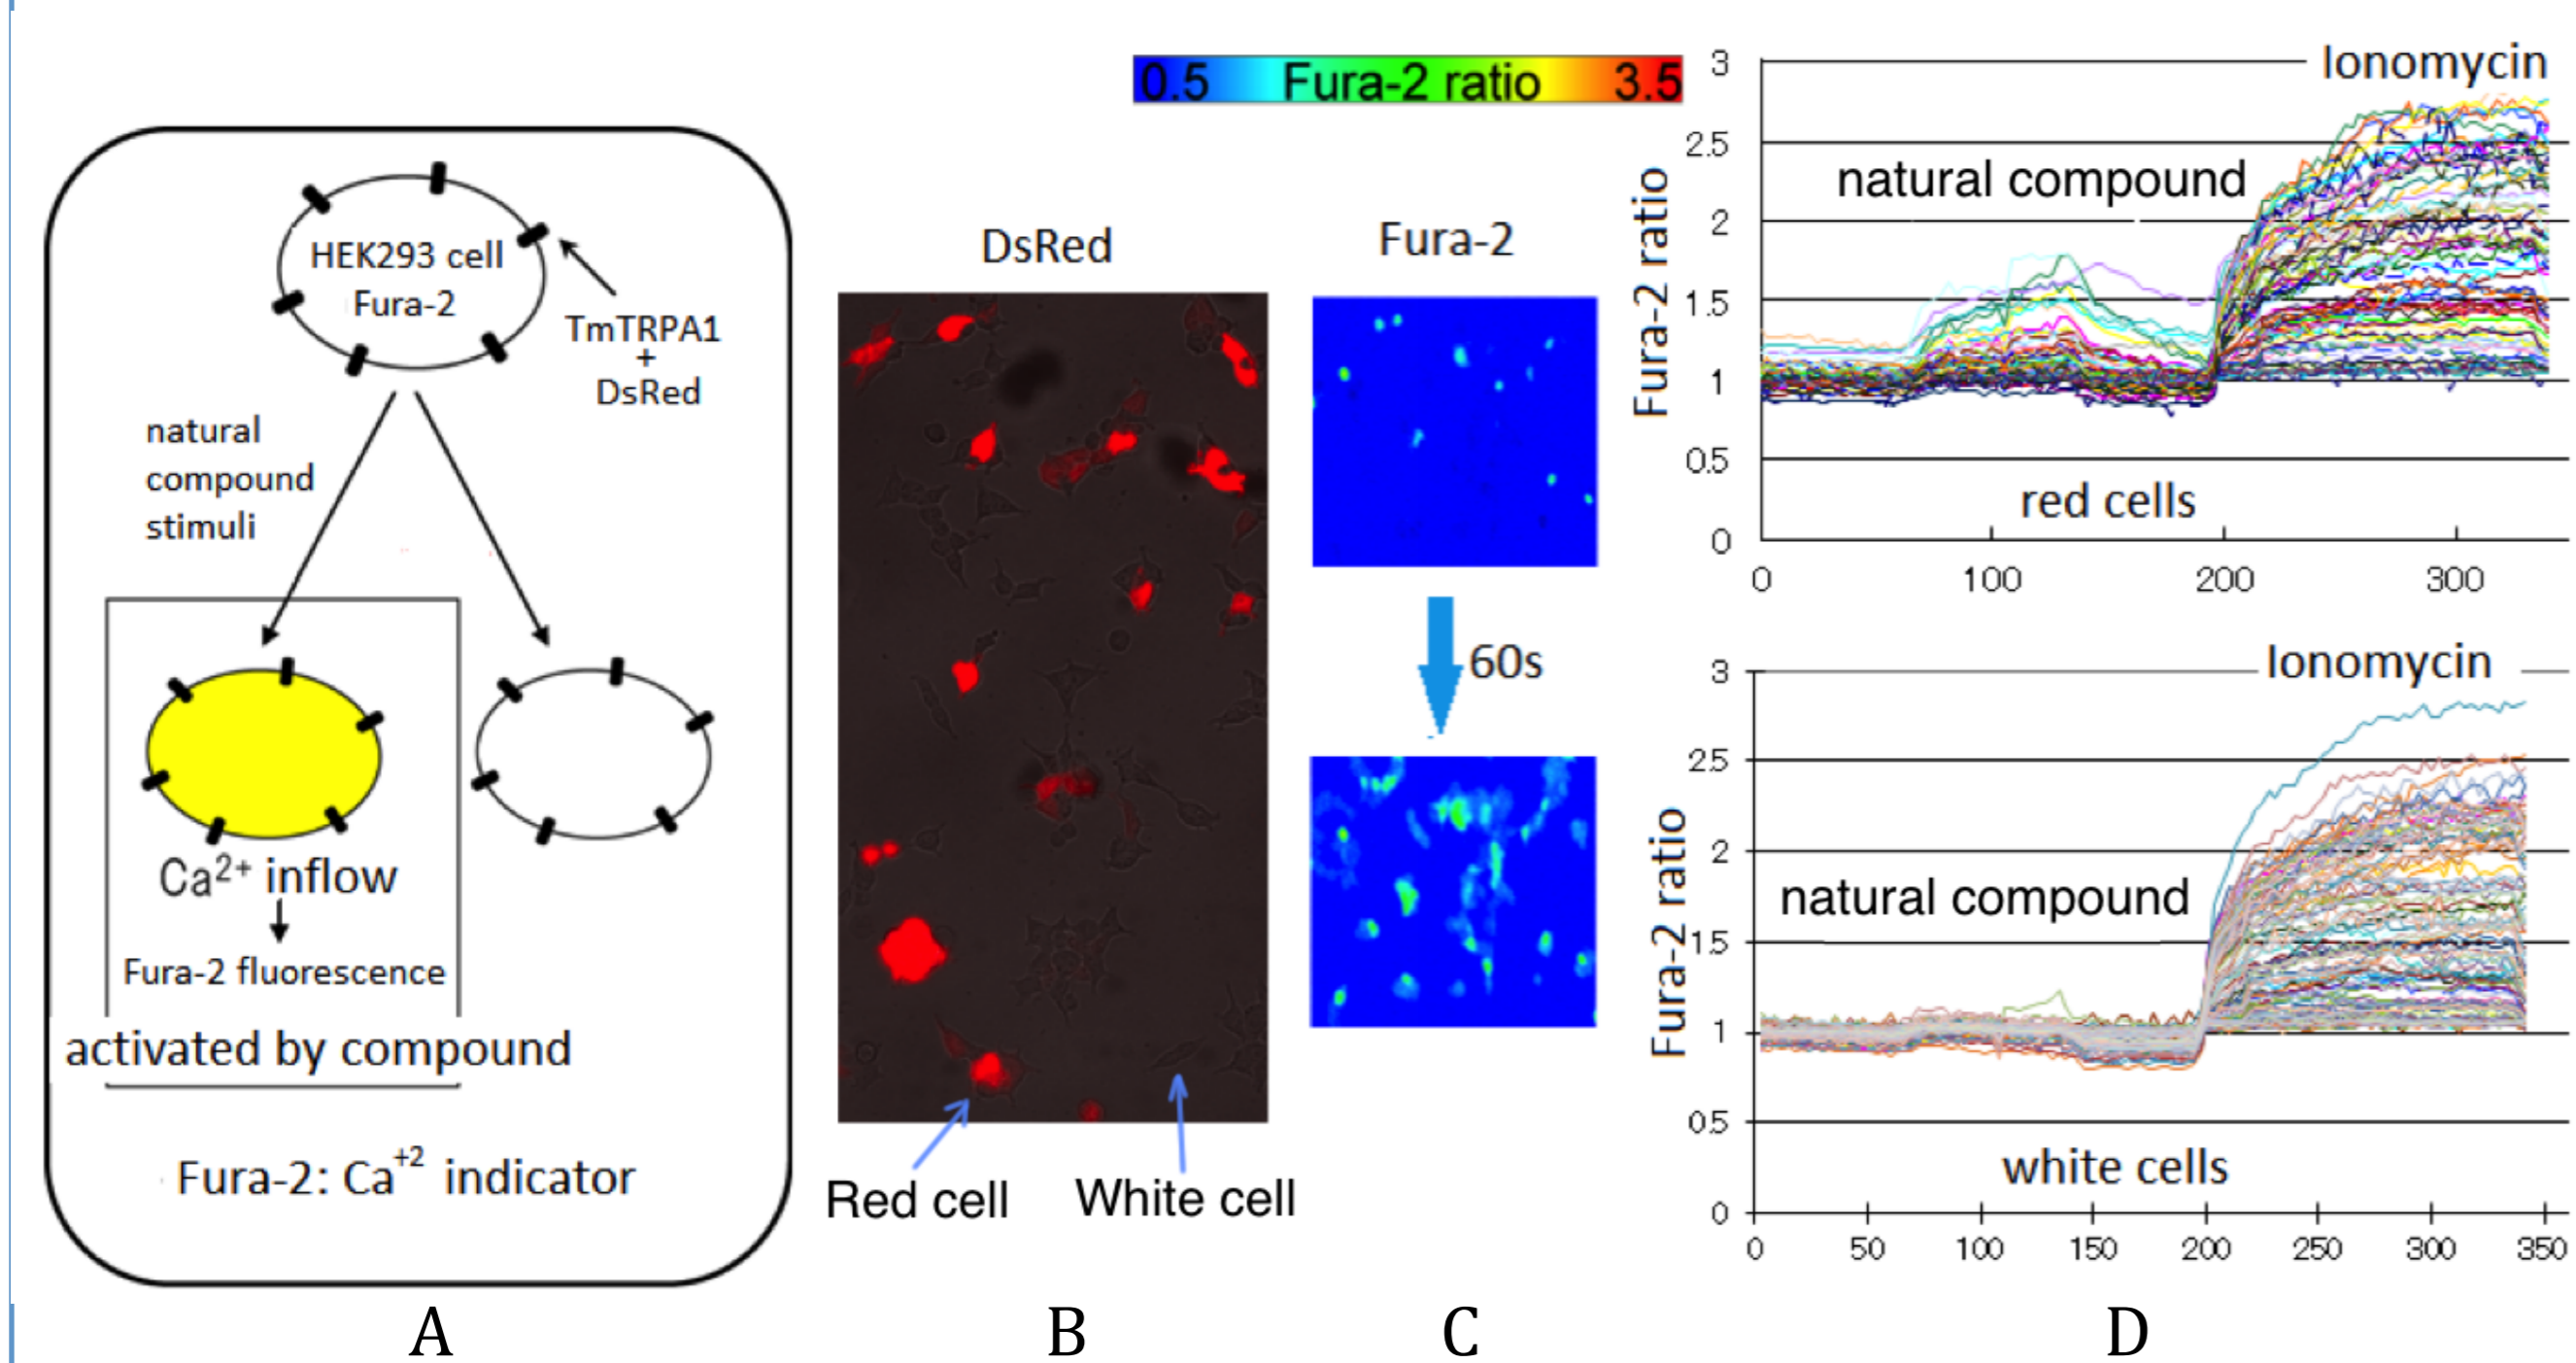 HEK293 cell
Fura-2
TmTRPA1
+
DsRed
natural
compound
stimuli
Ca2+ inflow
Fura-2 fluorescence
activated by compound
Fura-2: Ca+2 indicator
A
DsRed
Red cell
White cell
B
0.5 Fura-2 ratio 3.5
Fura-2
60s
C
Ionomycin
natural compound
red cells
Fura-2 ratio
3
2.5
2
1.5
1
0.5
0
0 100 200 300
Ionomycin
natural compound
white cells
Fura-2 ratio
3
2.5
2
1.5
1
0.5
0
0 50 100 150 200 250 300 350
D